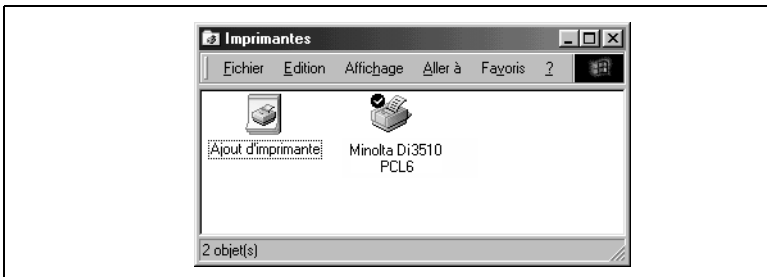 Imprimantes
Fichier Edition Affichage Aller à Favoris ?
Ajout d'imprimante
Minolta Di3510
PCL6
2 objet(s)